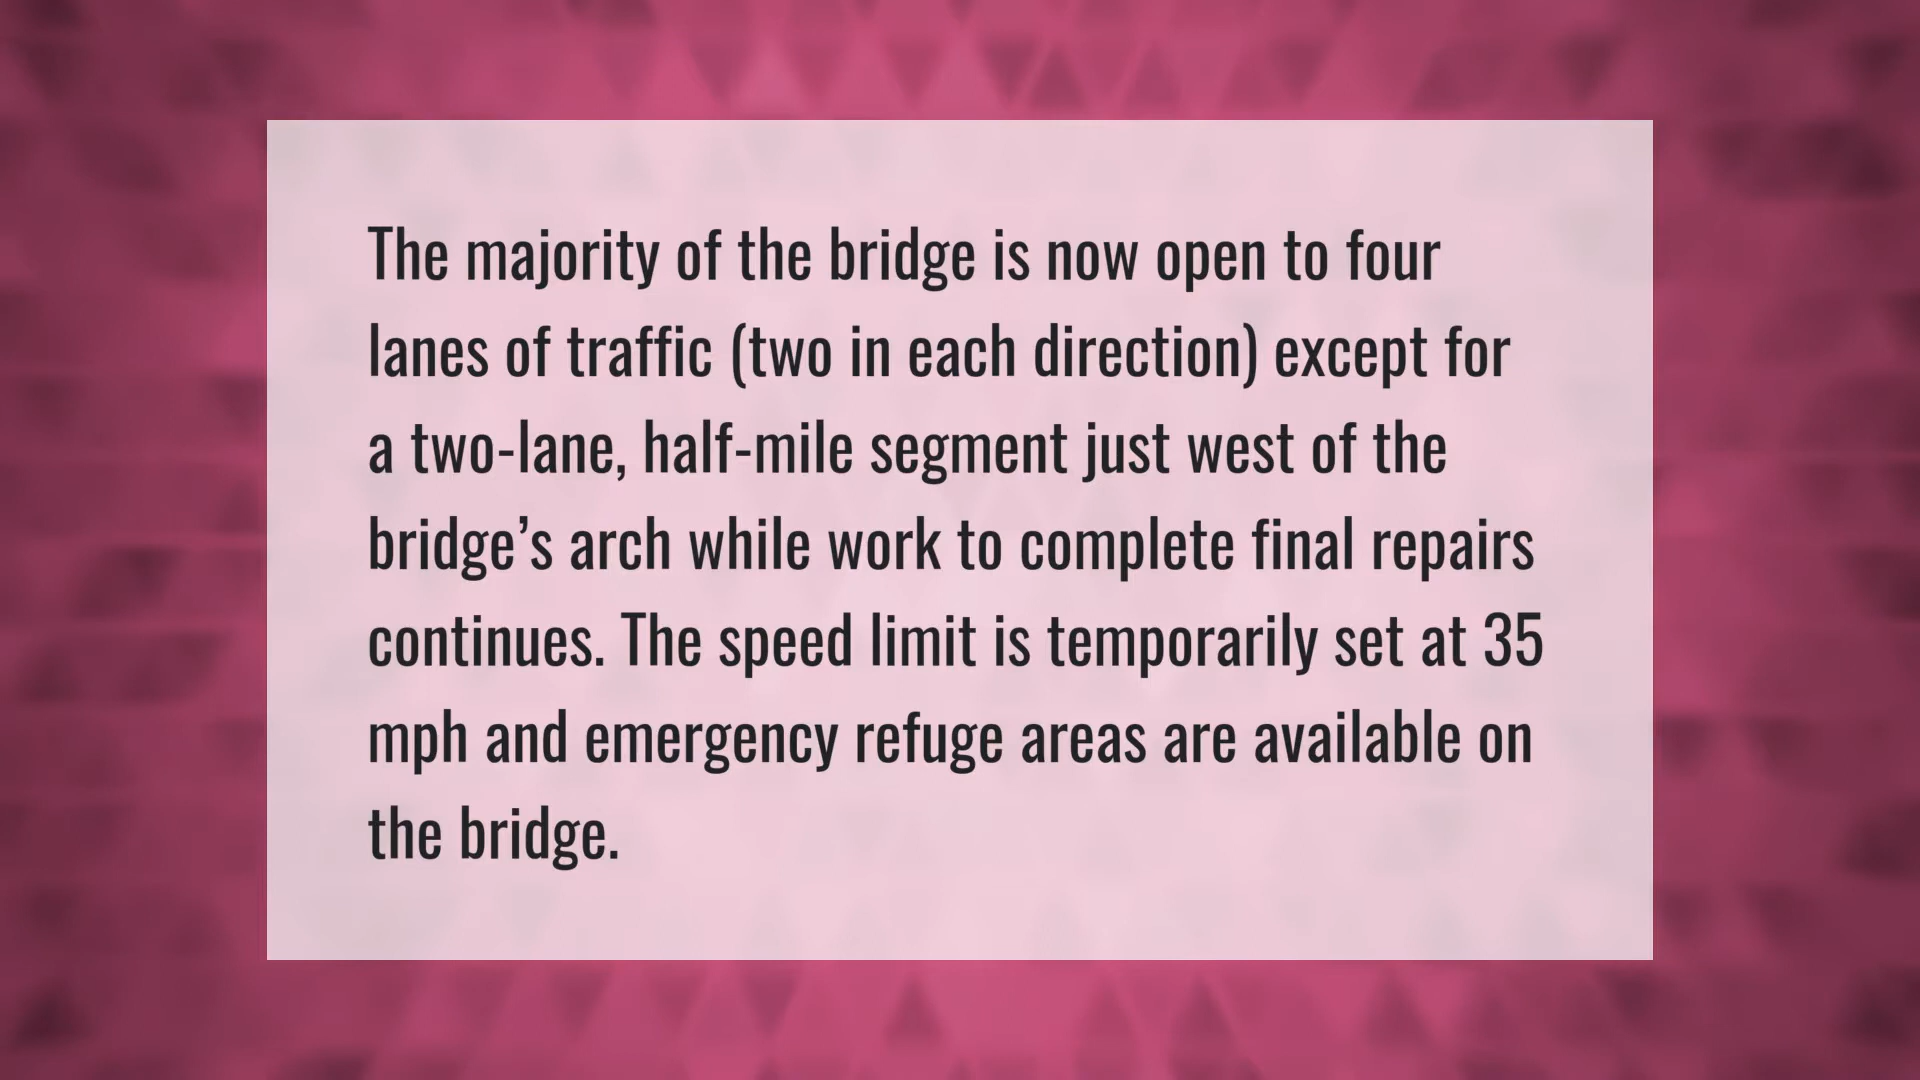 The majority of the bridge is now open to four
lanes of traffic (two in each direction) except for
a two-lane, half-mile segment just west of the
bridge’s arch while work to complete final repairs
continues. The speed limit is temporarily set at 35
mph and emergency refuge areas are available on
the bridge.